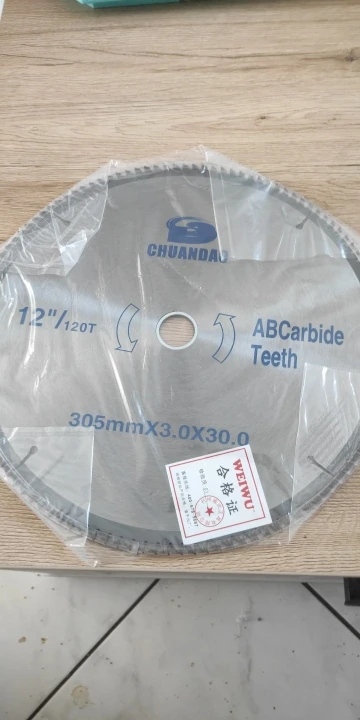 CHUANDAO
12"/120T
ABCarbide
Teeth
305mmX3.0X30.0
WEIWU
合格证